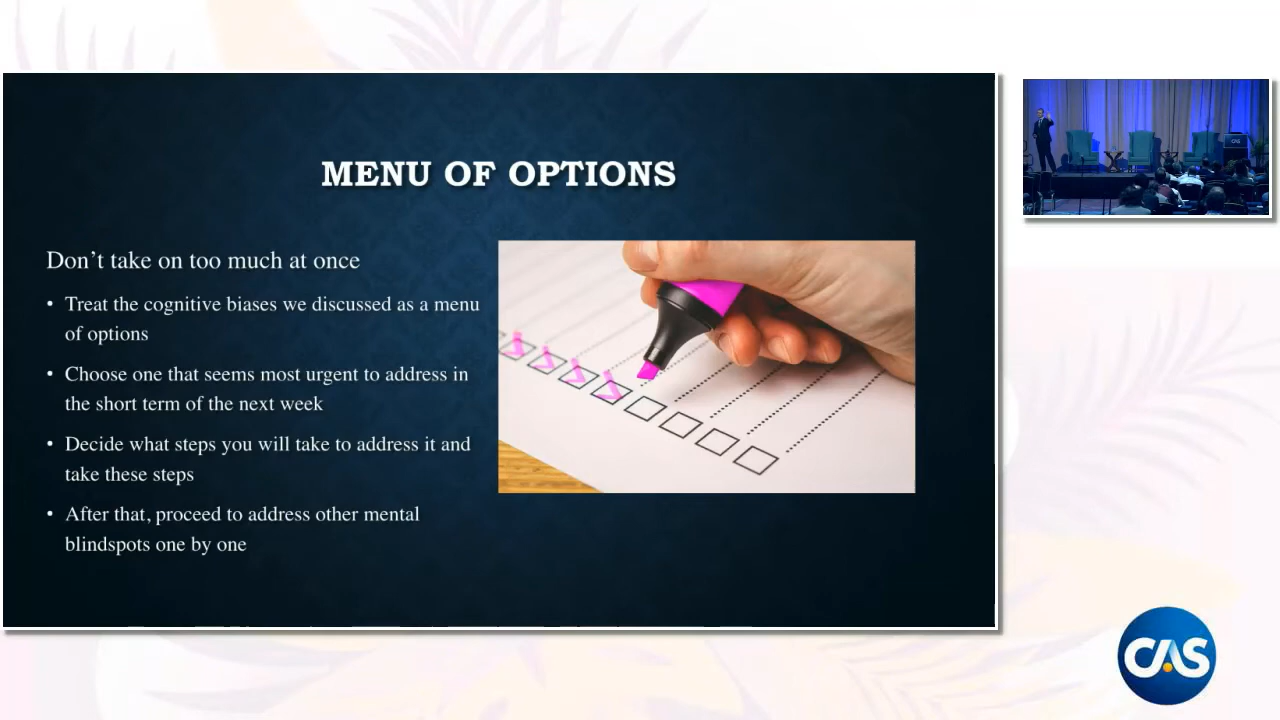 MENU OF OPTIONS
Don’t take on too much at once
• Treat the cognitive biases we discussed as a menu
of options
• Choose one that seems most urgent to address in
the short term of the next week
• Decide what steps you will take to address it and
take these steps
• After that, proceed to address other mental
blindspots one by one
CAS
CAS